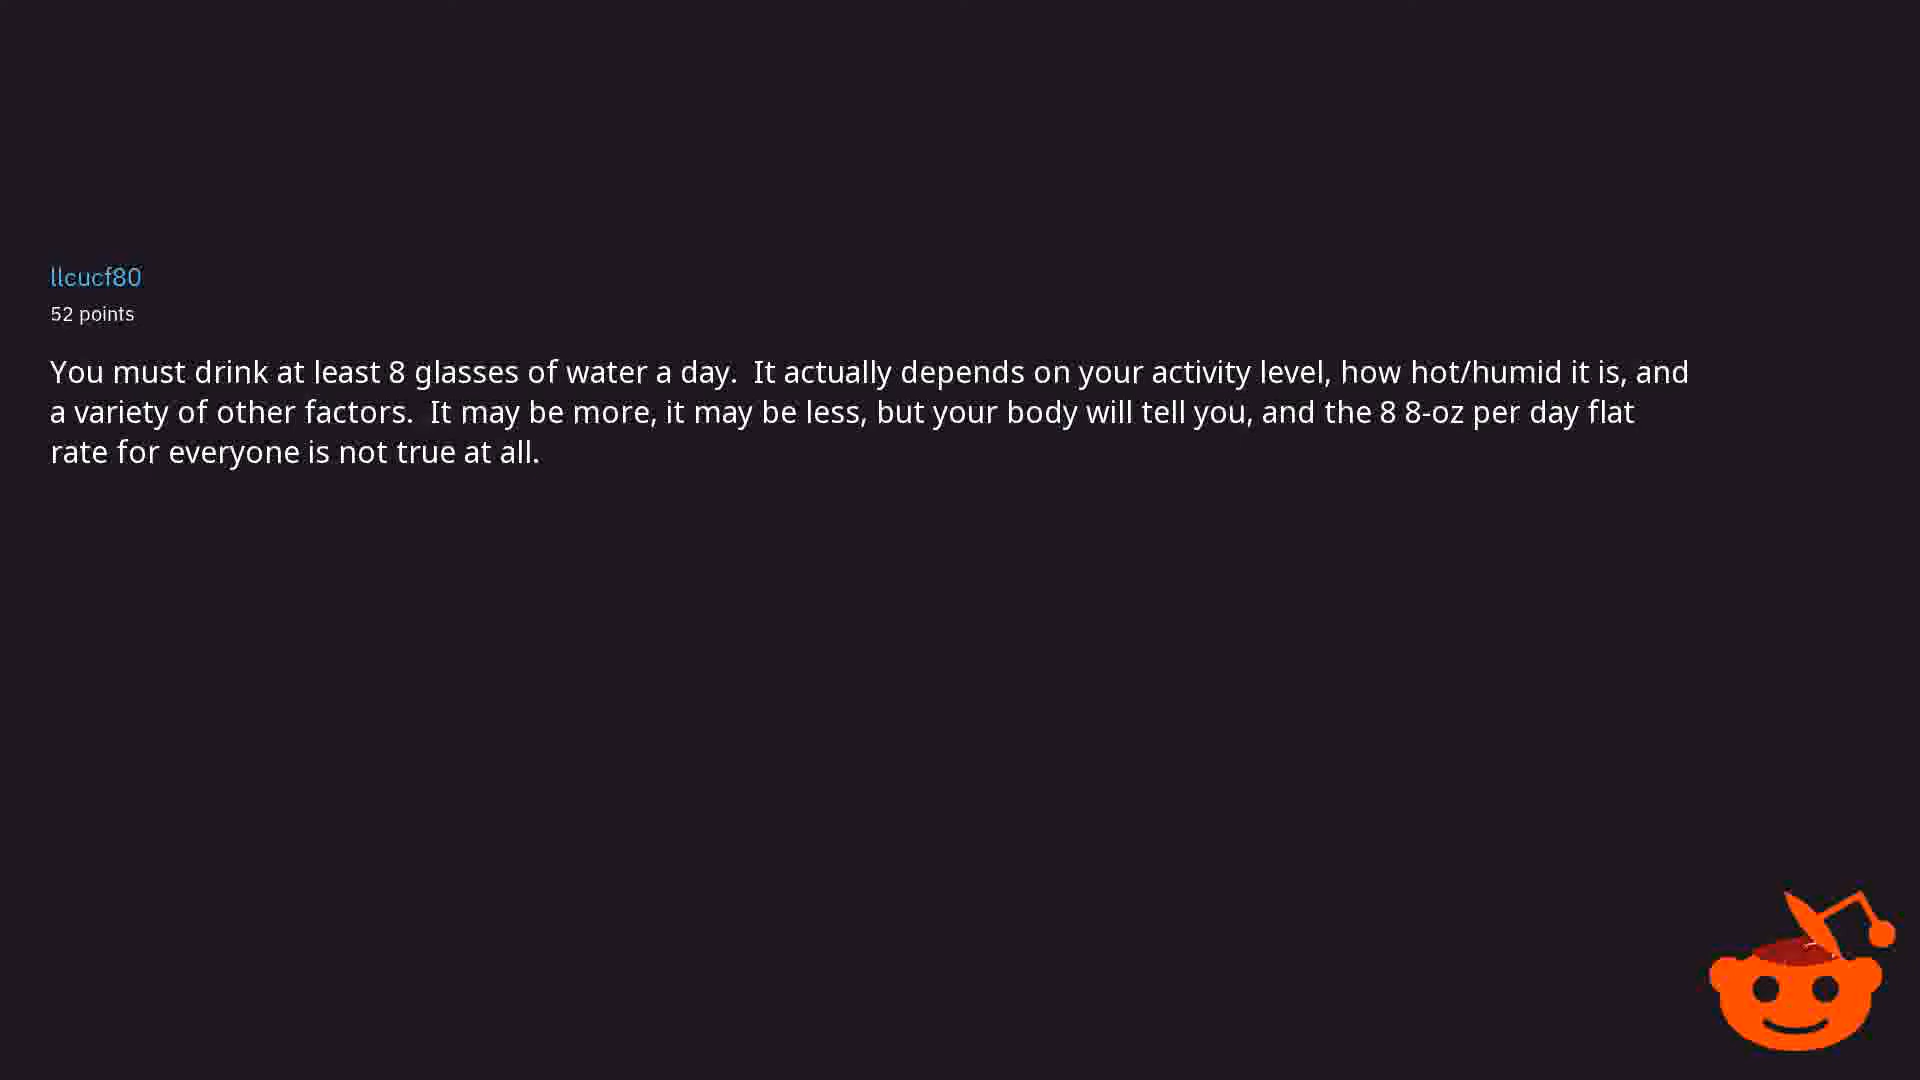 llcucf80
52 points
You must drink at least 8 glasses of water a day.  It actually depends on your activity level, how hot/humid it is, and
a variety of other factors.  It may be more, it may be less, but your body will tell you, and the 8 8-oz per day flat
rate for everyone is not true at all.